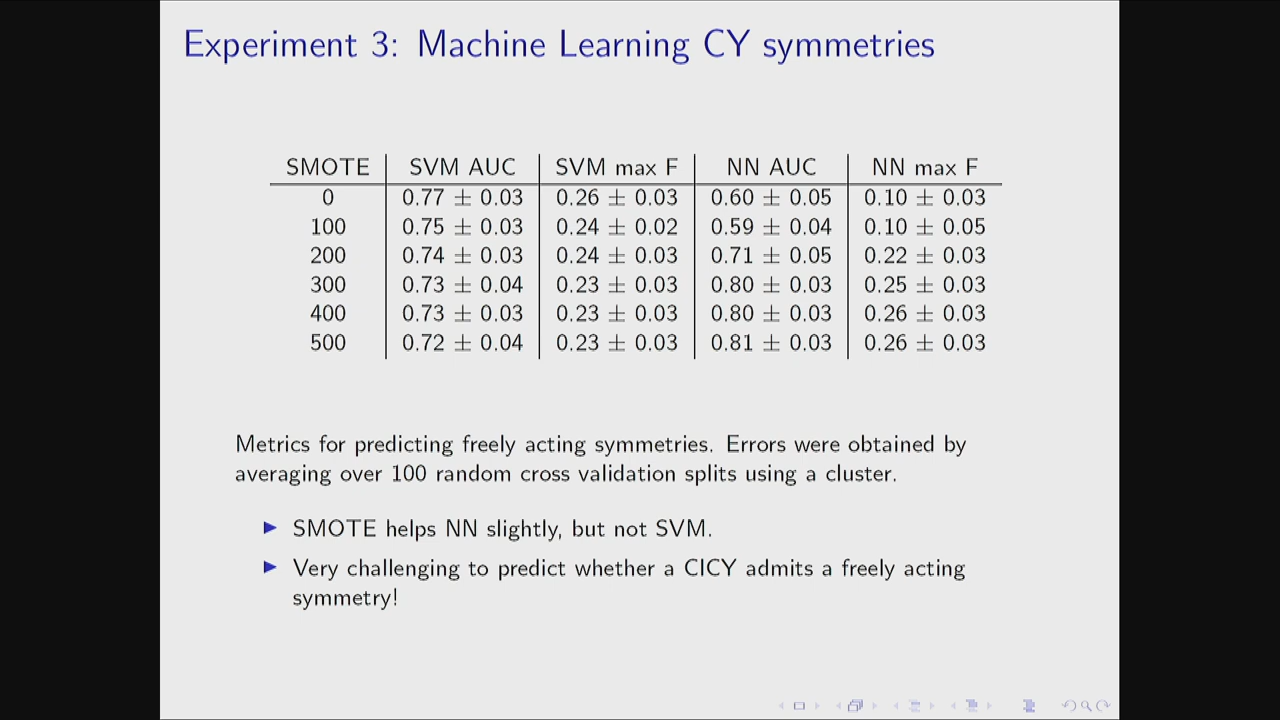 Experiment 3: Machine Learning CY symmetries
SMOTE SVM AUC SVM max F NN AUC NN max F
0 0.77 ± 0.03 0.26 ± 0.03 0.60 ± 0.05 0.10 ± 0.03
100 0.75 ± 0.03 0.24 ± 0.02 0.59 ± 0.04 0.10 ± 0.05
200 0.74 ± 0.03 0.24 ± 0.03 0.71 ± 0.05 0.22 ± 0.03
300 0.73 ± 0.04 0.23 ± 0.03 0.80 ± 0.03 0.25 ± 0.03
400 0.73 ± 0.03 0.23 ± 0.03 0.80 ± 0.03 0.26 ± 0.03
500 0.72 ± 0.04 0.23 ± 0.03 0.81 ± 0.03 0.26 ± 0.03
Metrics for predicting freely acting symmetries. Errors were obtained by
averaging over 100 random cross validation splits using a cluster.
SMOTE helps NN slightly, but not SVM.
Very challenging to predict whether a CICY admits a freely acting
symmetry!